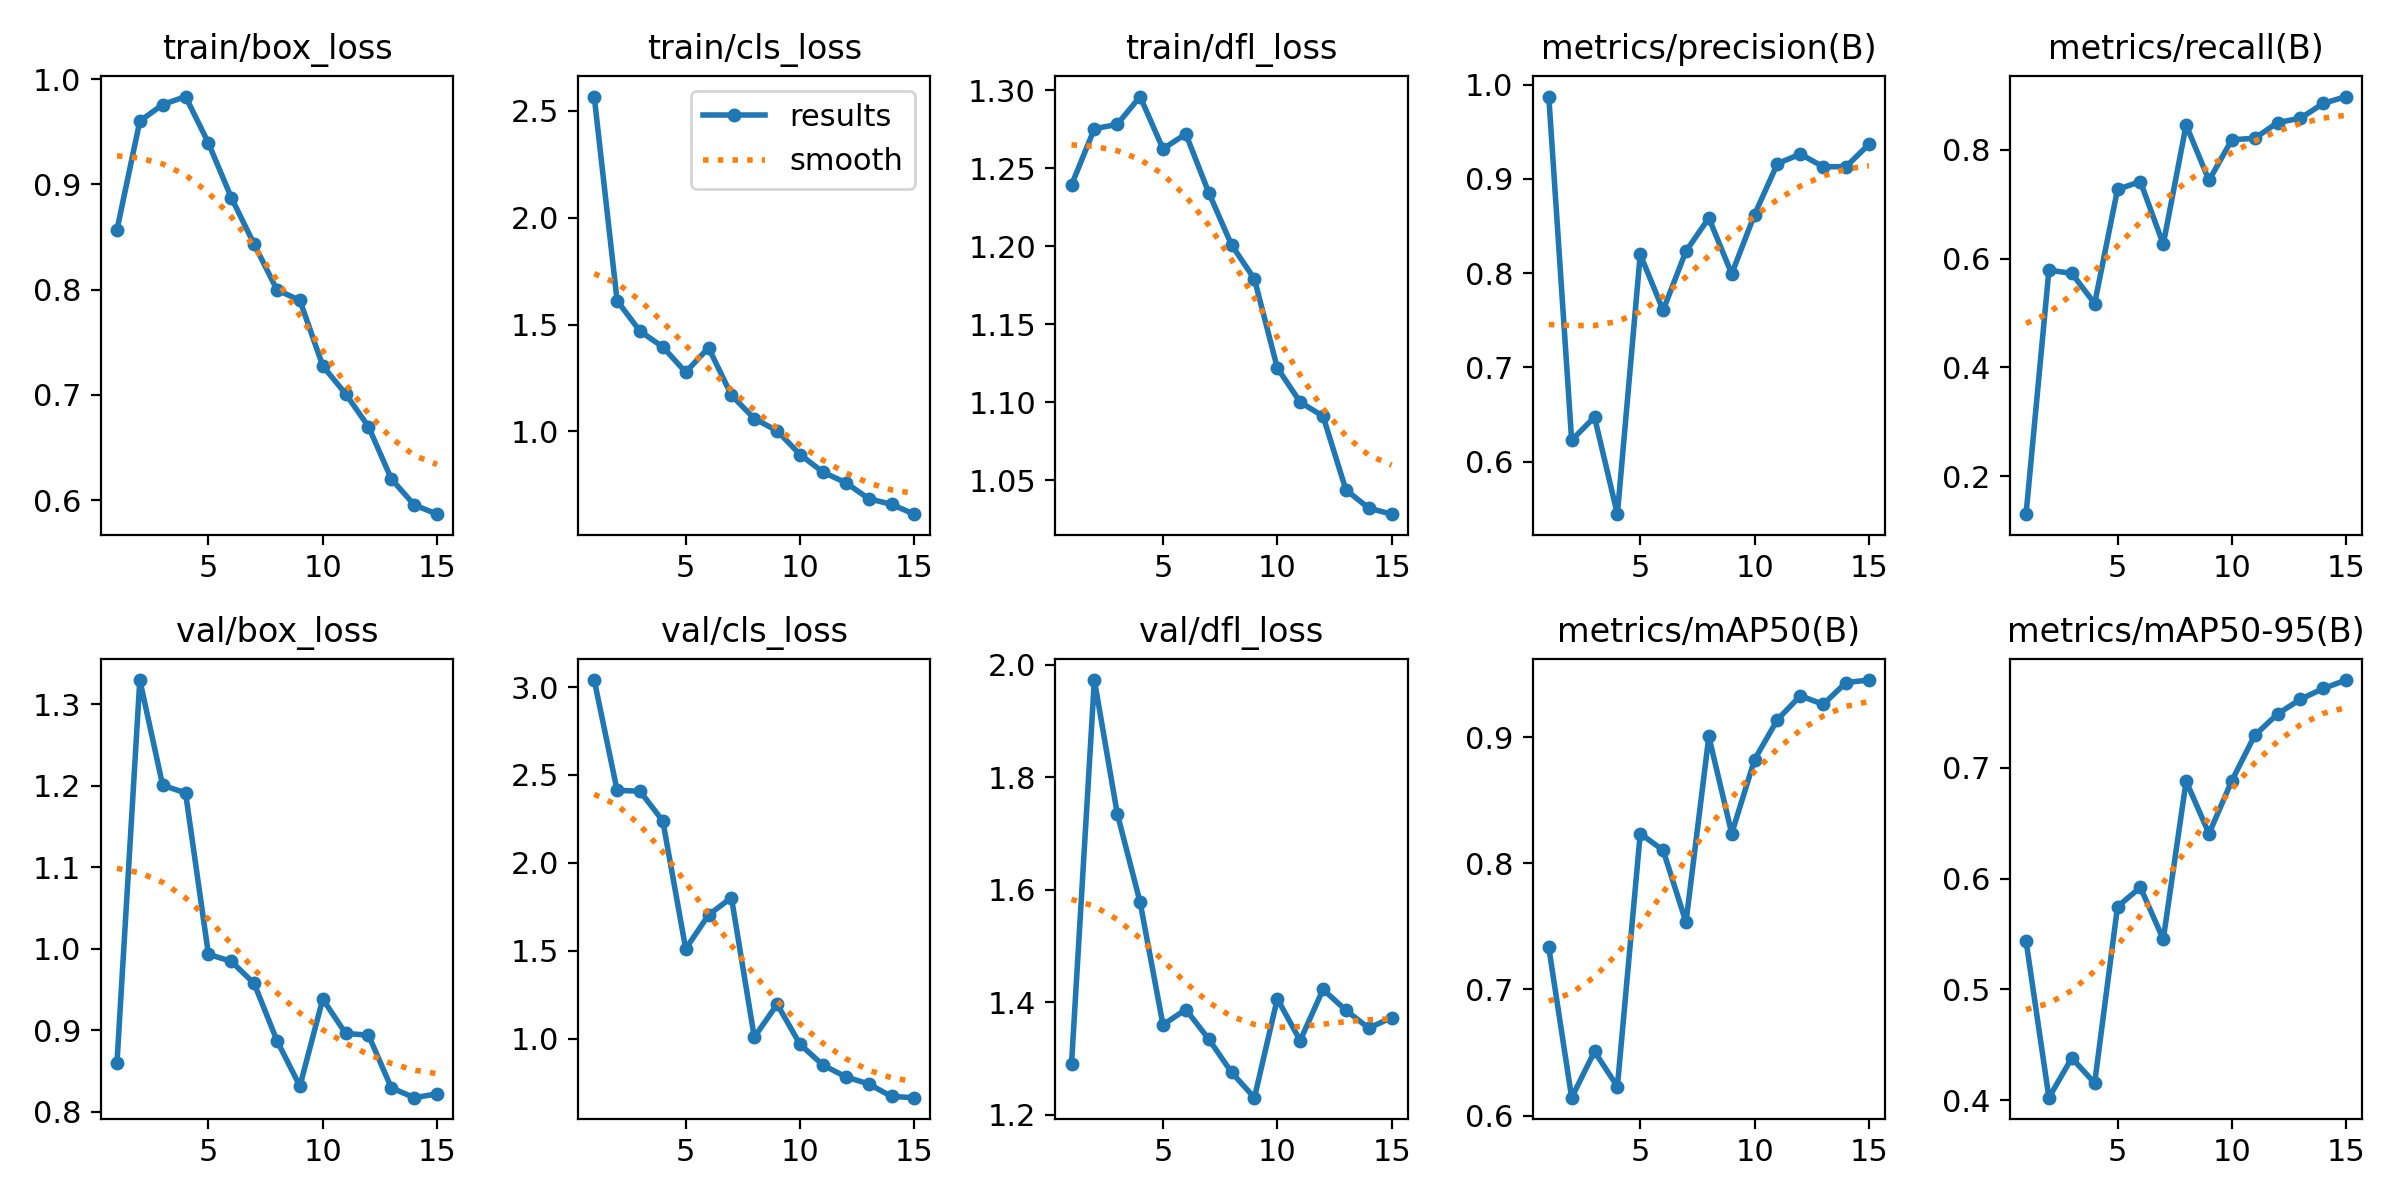 train/box_loss
1.0
0.9
0.8
0.7
0.6
5 10 15
train/cls_loss
results
smooth
2.5
2.0
1.5
1.0
5 10 15
train/dfl_loss
1.30
1.25
1.20
1.15
1.10
1.05
5 10 15
metrics/precision(B)
1.0
0.9
0.8
0.7
0.6
5 10 15
metrics/recall(B)
0.8
0.6
0.4
0.2
5 10 15
val/box_loss
1.3
1.2
1.1
1.0
0.9
0.8
5 10 15
val/cls_loss
3.0
2.5
2.0
1.5
1.0
5 10 15
val/dfl_loss
2.0
1.8
1.6
1.4
1.2
5 10 15
metrics/mAP50(B)
0.9
0.8
0.7
0.6
5 10 15
metrics/mAP50-95(B)
0.7
0.6
0.5
0.4
5 10 15